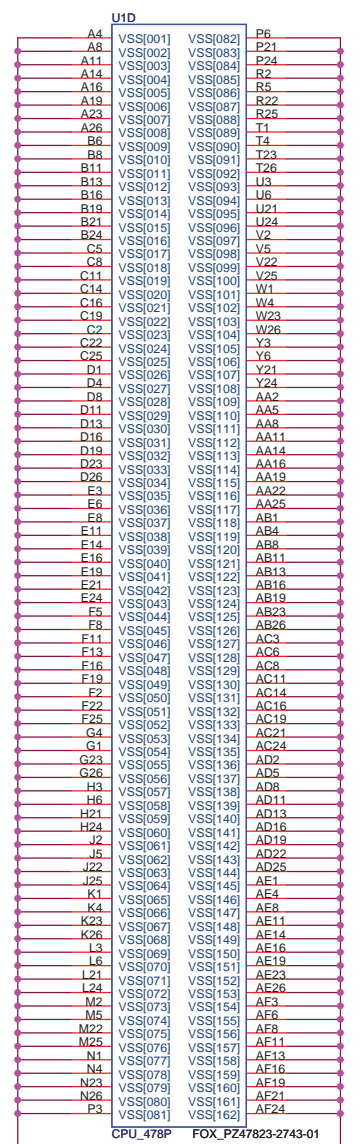 U1D
A4 VSS[001] VSS[082] P6
A8 VSS[002] VSS[083] P21
A11 VSS[003] VSS[084] P24
A14 VSS[004] VSS[085] R2
A16 VSS[005] VSS[086] R5
A19 VSS[006] VSS[087] R22
A23 VSS[007] VSS[088] R25
A26 VSS[008] VSS[089] T1
B6 VSS[009] VSS[090] T4
B8 VSS[010] VSS[091] T23
B11 VSS[011] VSS[092] T26
B13 VSS[012] VSS[093] U3
B16 VSS[013] VSS[094] U6
B19 VSS[014] VSS[095] U21
B21 VSS[015] VSS[096] U24
B24 VSS[016] VSS[097] V2
C5 VSS[017] VSS[098] V5
C8 VSS[018] VSS[099] V22
C11 VSS[019] VSS[100] V25
C14 VSS[020] VSS[101] W1
C16 VSS[021] VSS[102] W4
C19 VSS[022] VSS[103] W23
C2 VSS[023] VSS[104] W26
C22 VSS[024] VSS[105] Y3
C25 VSS[025] VSS[106] Y6
D1 VSS[026] VSS[107] Y21
D4 VSS[027] VSS[108] Y24
D8 VSS[028] VSS[109] AA2
D11 VSS[029] VSS[110] AA5
D13 VSS[030] VSS[111] AA8
D16 VSS[031] VSS[112] AA11
D19 VSS[032] VSS[113] AA14
D23 VSS[033] VSS[114] AA16
D26 VSS[034] VSS[115] AA19
E3 VSS[035] VSS[116] AA22
E6 VSS[036] VSS[117] AA25
E8 VSS[037] VSS[118] AB1
E11 VSS[038] VSS[119] AB4
E14 VSS[039] VSS[120] AB8
E16 VSS[040] VSS[121] AB11
E19 VSS[041] VSS[122] AB13
E21 VSS[042] VSS[123] AB16
E24 VSS[043] VSS[124] AB19
F5 VSS[044] VSS[125] AB23
F8 VSS[045] VSS[126] AB26
F11 VSS[046] VSS[127] AC3
F13 VSS[047] VSS[128] AC6
F16 VSS[048] VSS[129] AC8
F19 VSS[049] VSS[130] AC11
F2 VSS[050] VSS[131] AC14
F22 VSS[051] VSS[132] AC16
F25 VSS[052] VSS[133] AC19
G4 VSS[053] VSS[134] AC21
G1 VSS[054] VSS[135] AC24
G23 VSS[055] VSS[136] AD2
G26 VSS[056] VSS[137] AD5
H3 VSS[057] VSS[138] AD8
H6 VSS[058] VSS[139] AD11
H21 VSS[059] VSS[140] AD13
H24 VSS[060] VSS[141] AD16
J2 VSS[061] VSS[142] AD19
J5 VSS[062] VSS[143] AD22
J22 VSS[063] VSS[144] AD25
J25 VSS[064] VSS[145] AE1
K1 VSS[065] VSS[146] AE4
K4 VSS[066] VSS[147] AE8
K23 VSS[067] VSS[148] AE11
K26 VSS[068] VSS[149] AE14
L3 VSS[069] VSS[150] AE16
L6 VSS[070] VSS[151] AE19
L21 VSS[071] VSS[152] AE23
L24 VSS[072] VSS[153] AE26
M2 VSS[073] VSS[154] AF3
M5 VSS[074] VSS[155] AF6
M22 VSS[075] VSS[156] AF8
M25 VSS[076] VSS[157] AF11
N1 VSS[077] VSS[158] AF13
N4 VSS[078] VSS[159] AF16
N23 VSS[079] VSS[160] AF19
N26 VSS[080] VSS[161] AF21
P3 VSS[081] VSS[162] AF24
CPU_478P FOX_PZ47823-2743-01